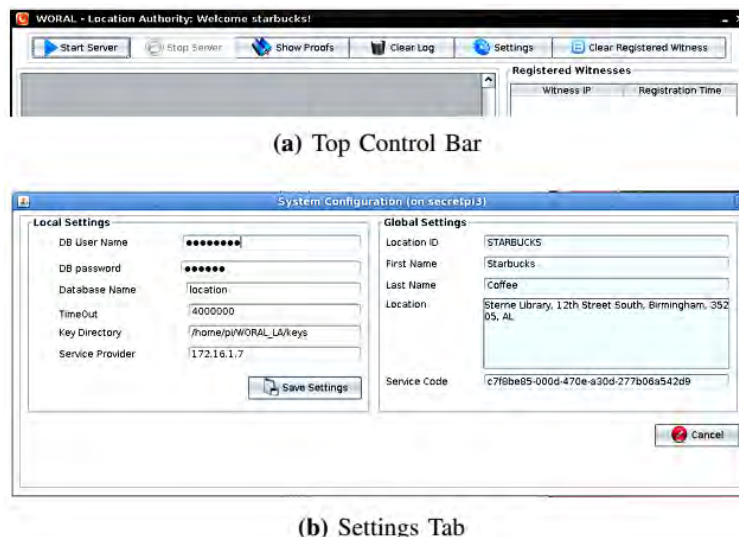 WORAL - Location Authority: Welcome starbucks!
Start Server Stop Server Show Proofs Clear Log Settings Clear Registered Witness
Registered Witnesses
Witness IP Registration Time
(a) Top Control Bar
System Configuration (on secretpi3)
Local Settings
DB User Name ●●●●●●●●
DB password ●●●●●●
Database Name location
TimeOut 4000000
Key Directory /home/pi/WORAL_LA/keys
Service Provider 172.16.1.7
Save Settings
Global Settings
Location ID STARBUCKS
First Name Starbucks
Last Name Coffee
Location Sterne Library, 12th Street South, Birmingham, 352
05, AL
Service Code c7f8be85-000d-470e-a30d-277b06a542d9
Cancel
(b) Settings Tab